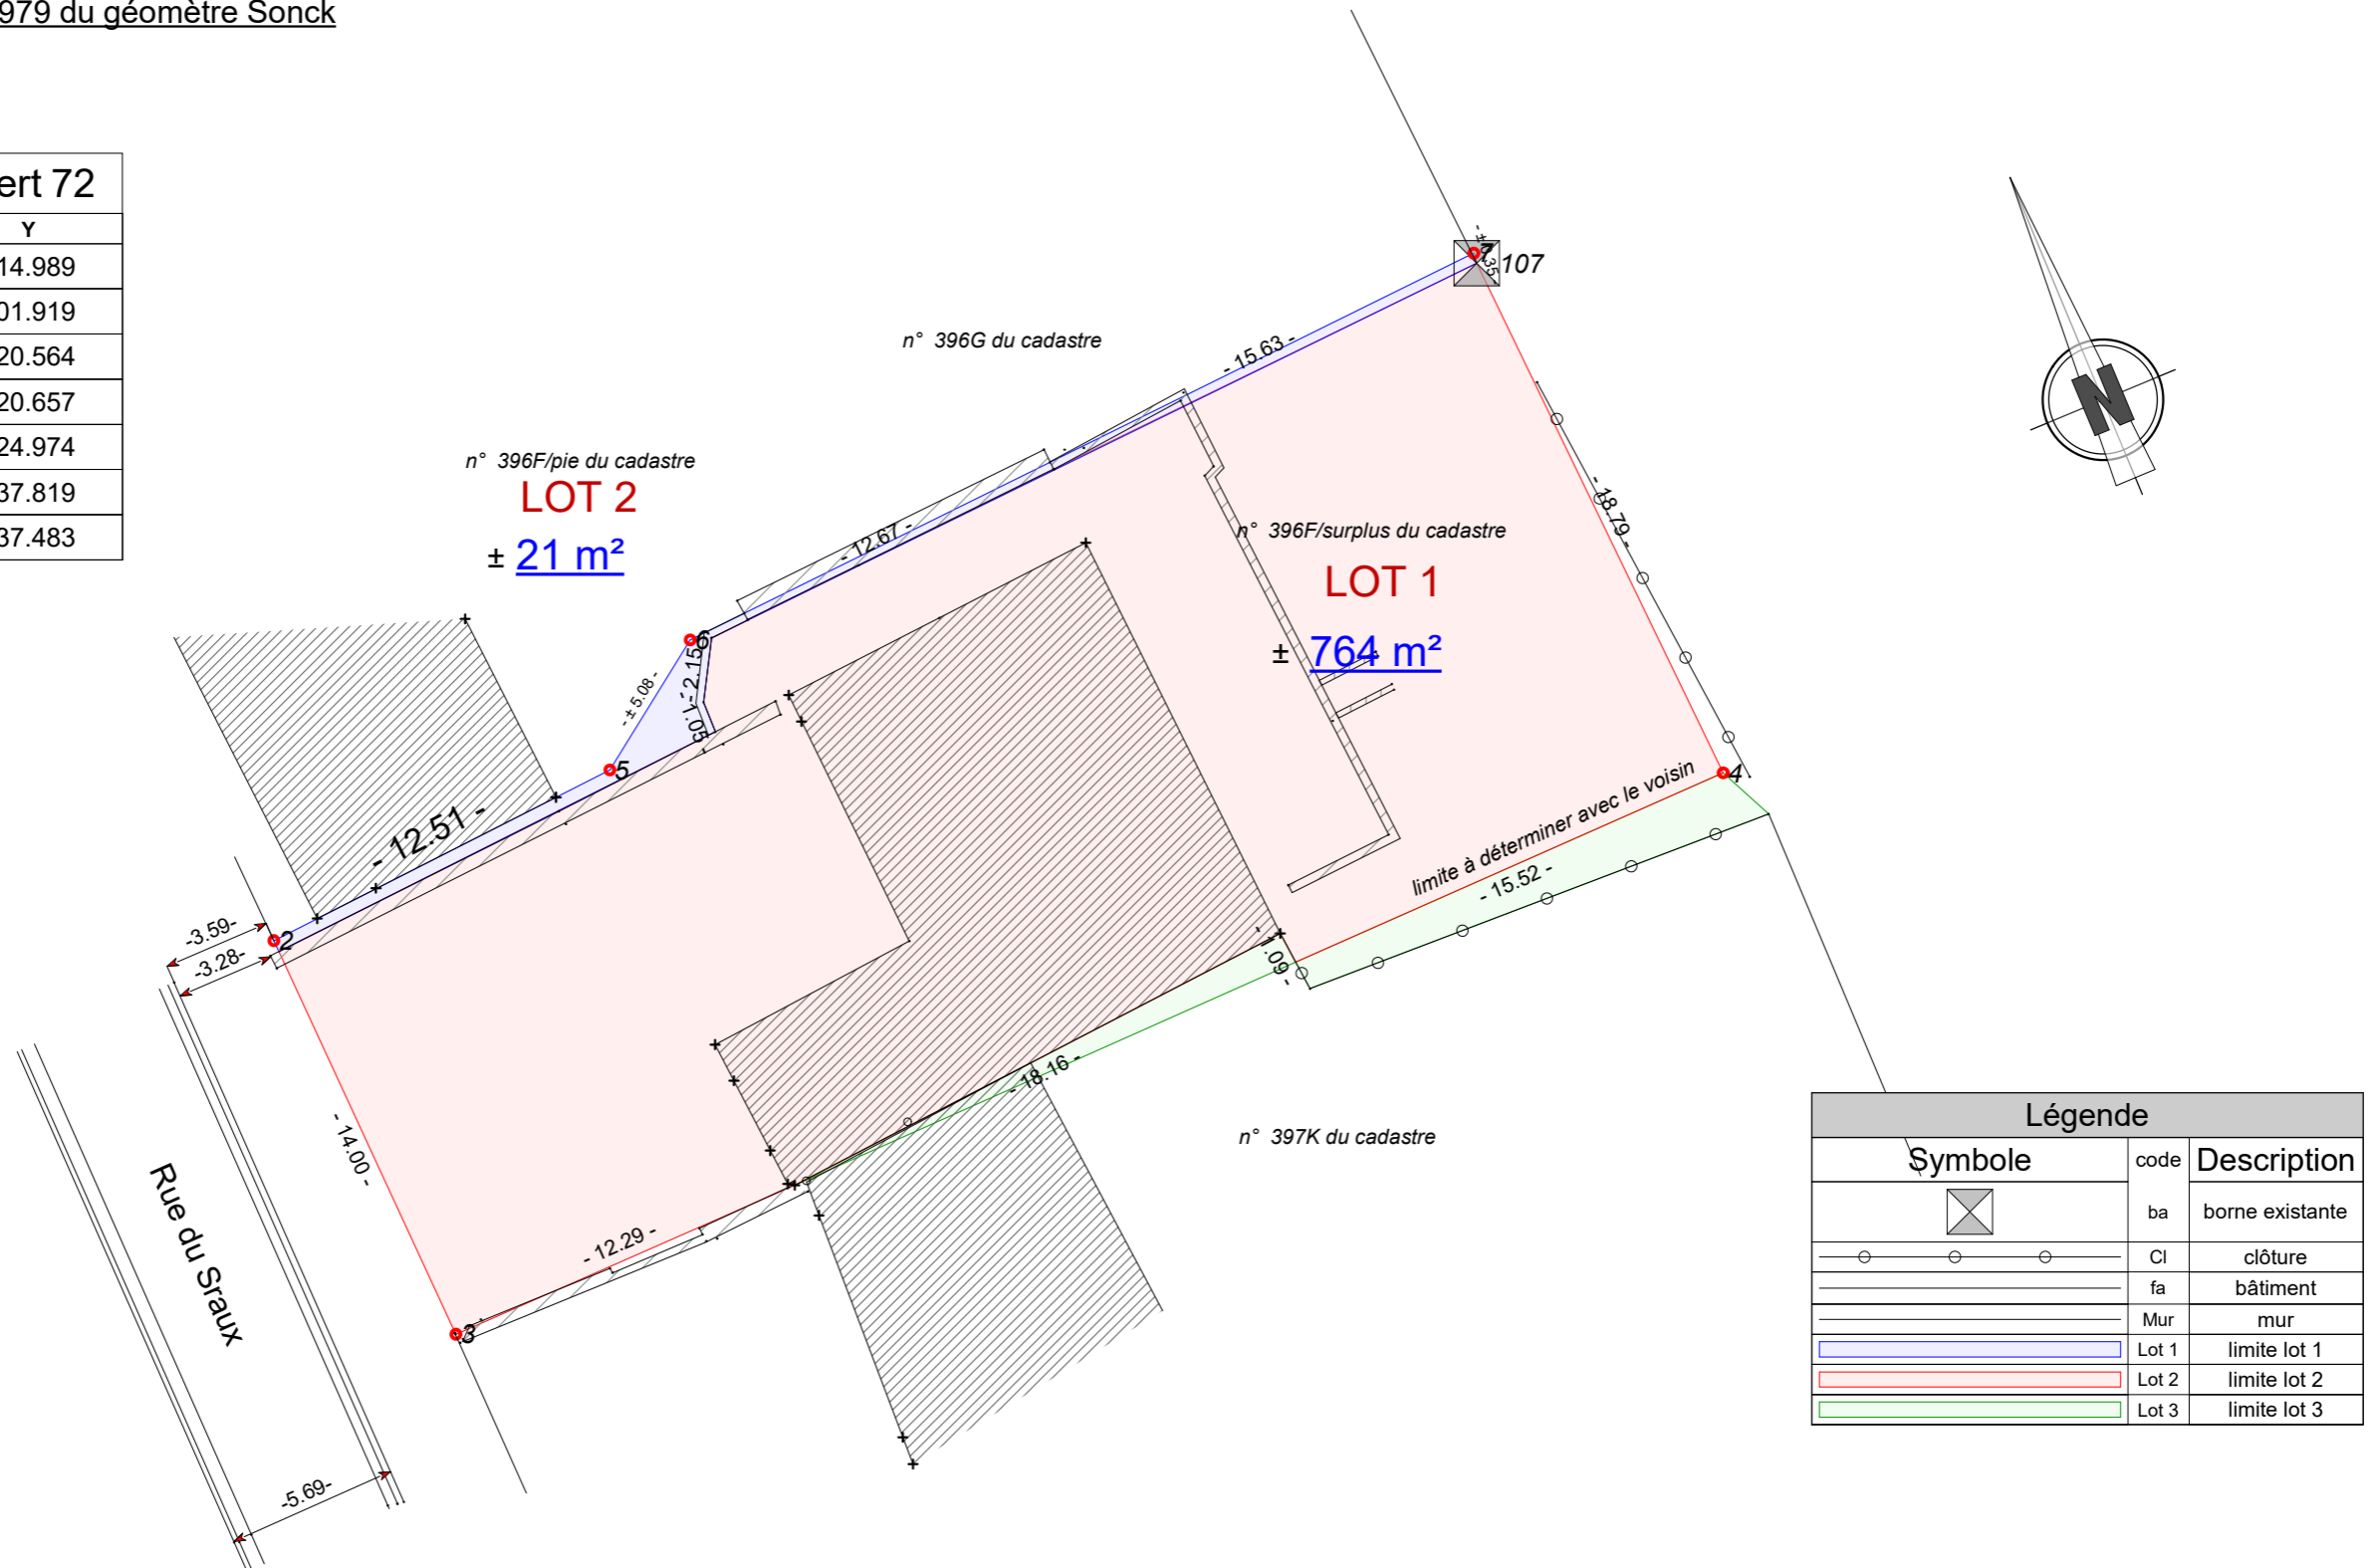 979 du géomètre Sonck
ert 72
Y
14.989
01.919
20.564
20.657
24.974
37.819
37.483
7
107
- 15.63 -
n° 396G du cadastre
n° 396F/pie du cadastre
LOT 2
± 21 m²
- 12.67 -
n° 396F/surplus du cadastre
LOT 1
± 764 m²
- 18.79 -
N
6
- 2.15 -
- 1.05 -
- ± 5.08 -
5
- 12.51 -
4
limite à déterminer avec le voisin
- 15.52 -
-3.59-
2
-3.28-
- 1.09 -
- 18.16 -
n° 397K du cadastre
- 14.00 -
Rue du Sraux
- 12.29 -
3
-5.69-
Légende
Symbole code Description
ba borne existante
Cl clôture
fa bâtiment
Mur mur
Lot 1 limite lot 1
Lot 2 limite lot 2
Lot 3 limite lot 3